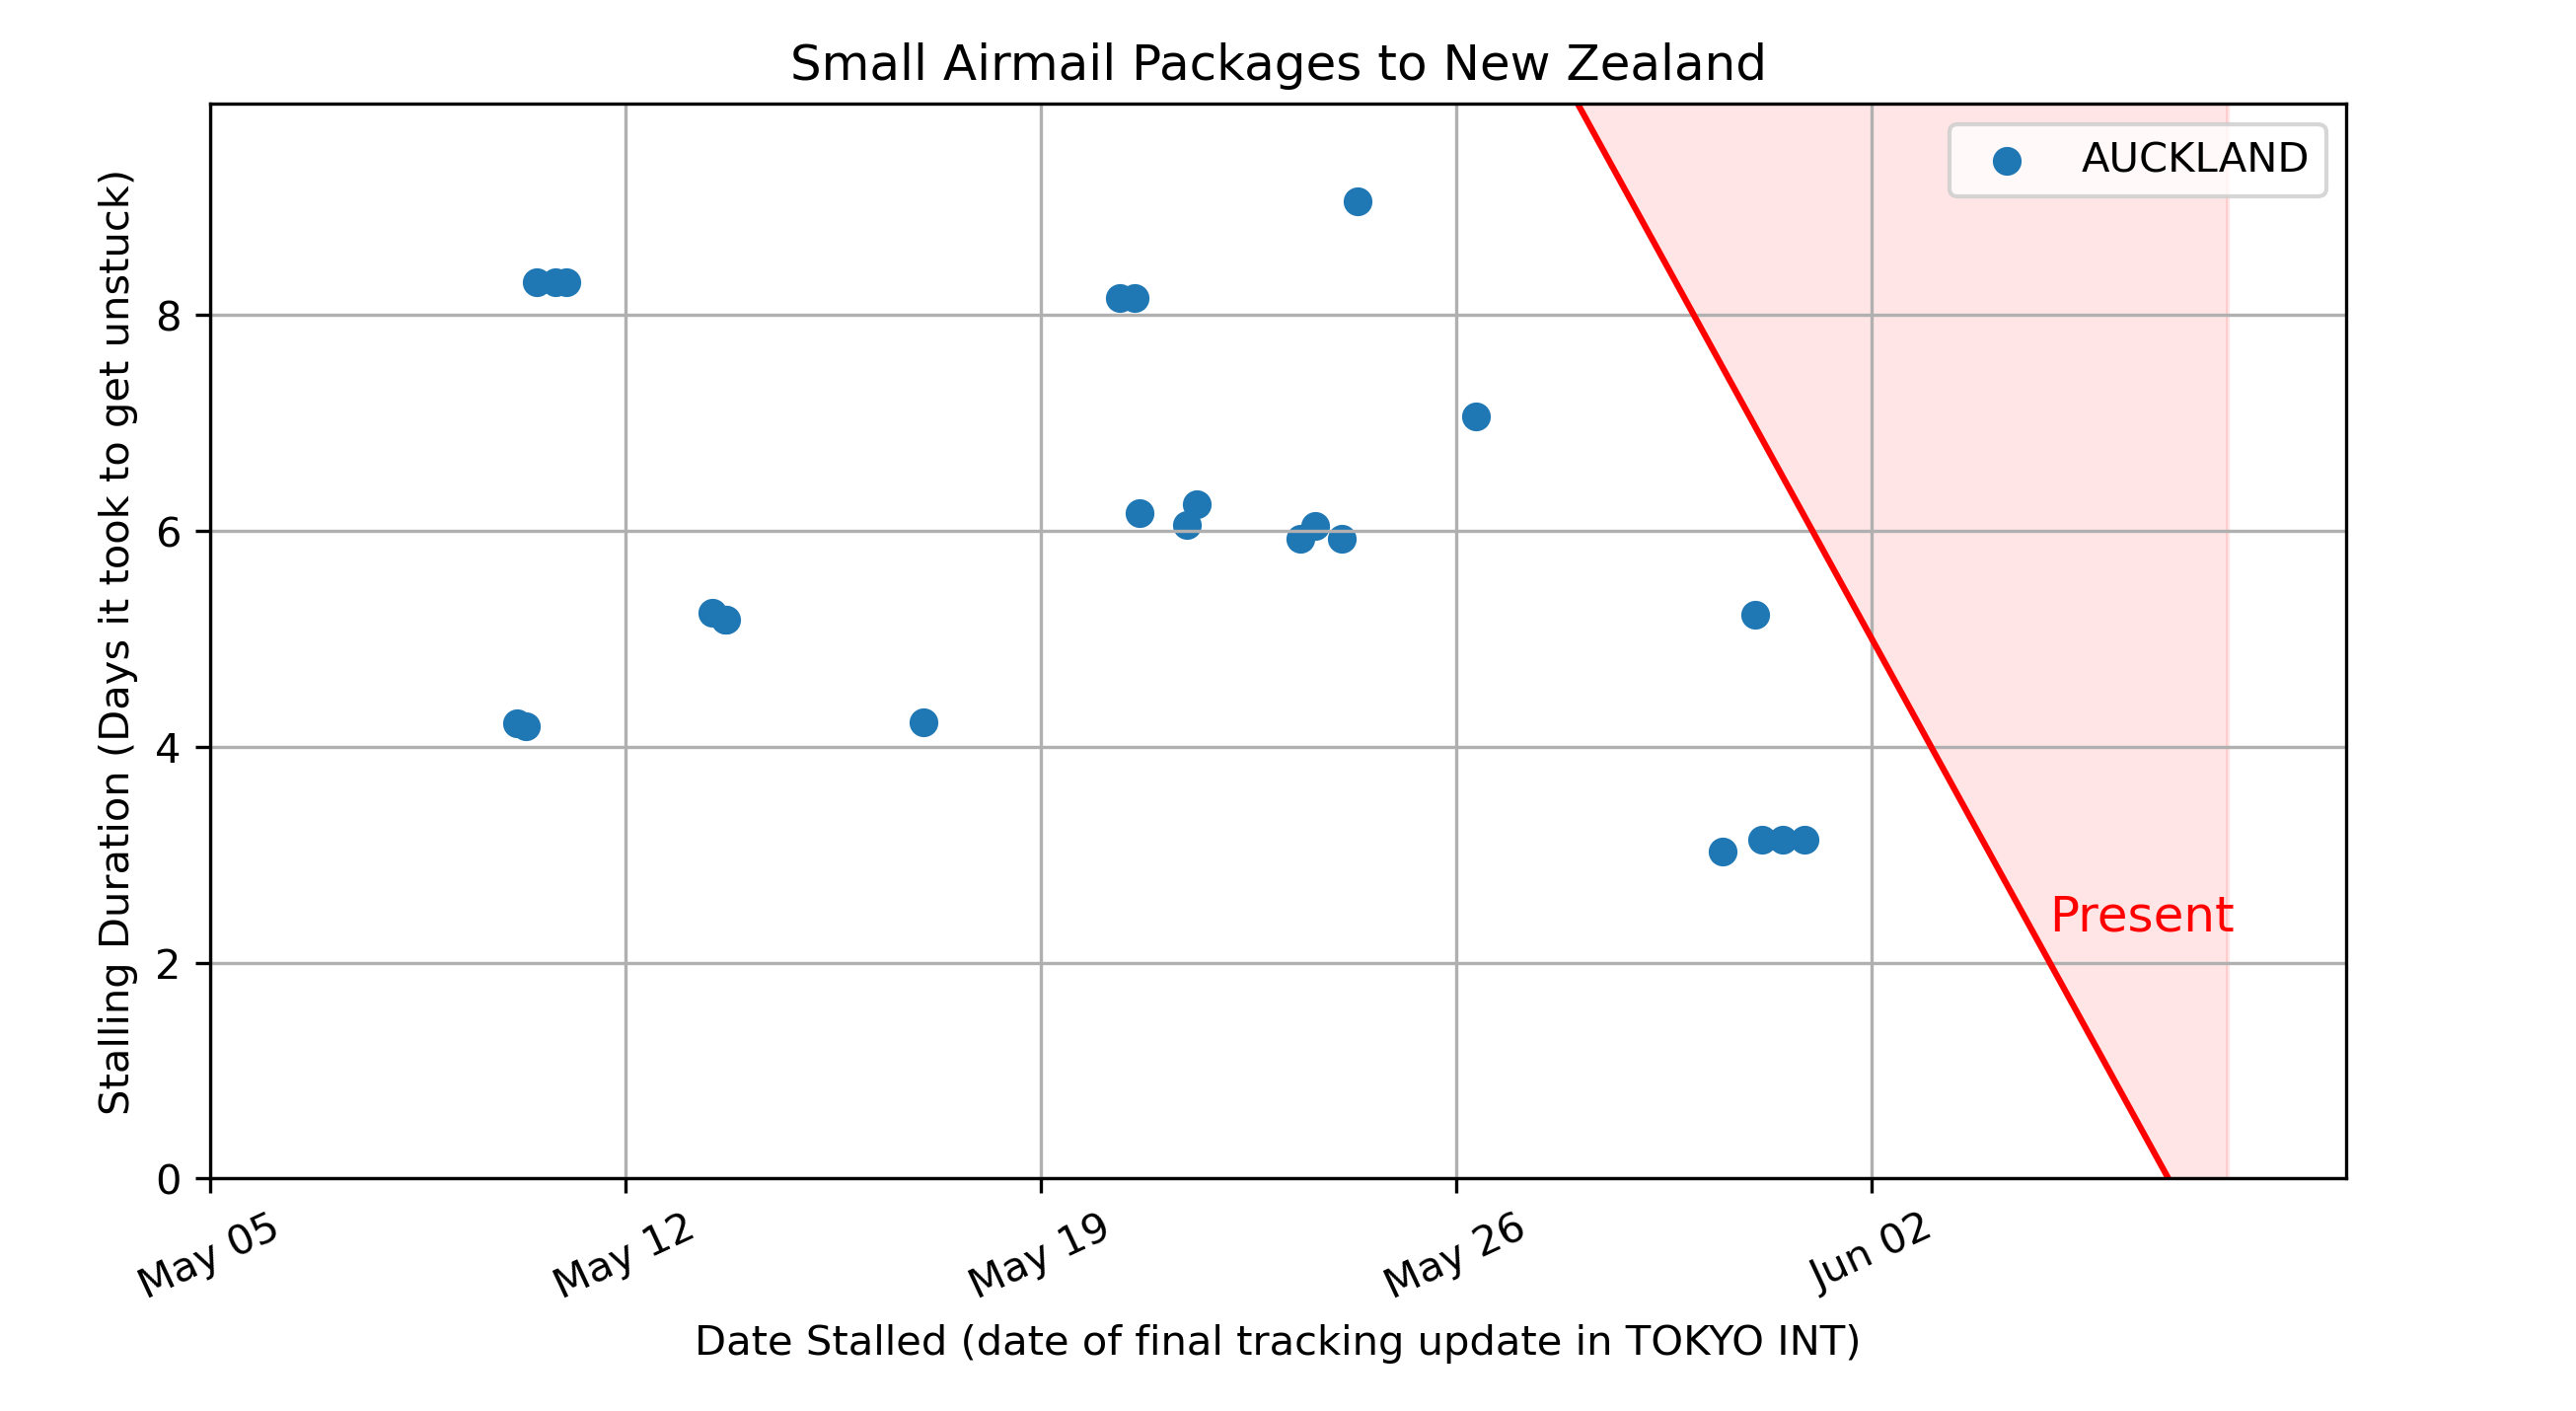 Small Airmail Packages to New Zealand
AUCKLAND
Stalling Duration (Days it took to get unstuck)
8
6
4
2
0
Present
May 05
May 12
May 19
May 26
Jun 02
Date Stalled (date of final tracking update in TOKYO INT)